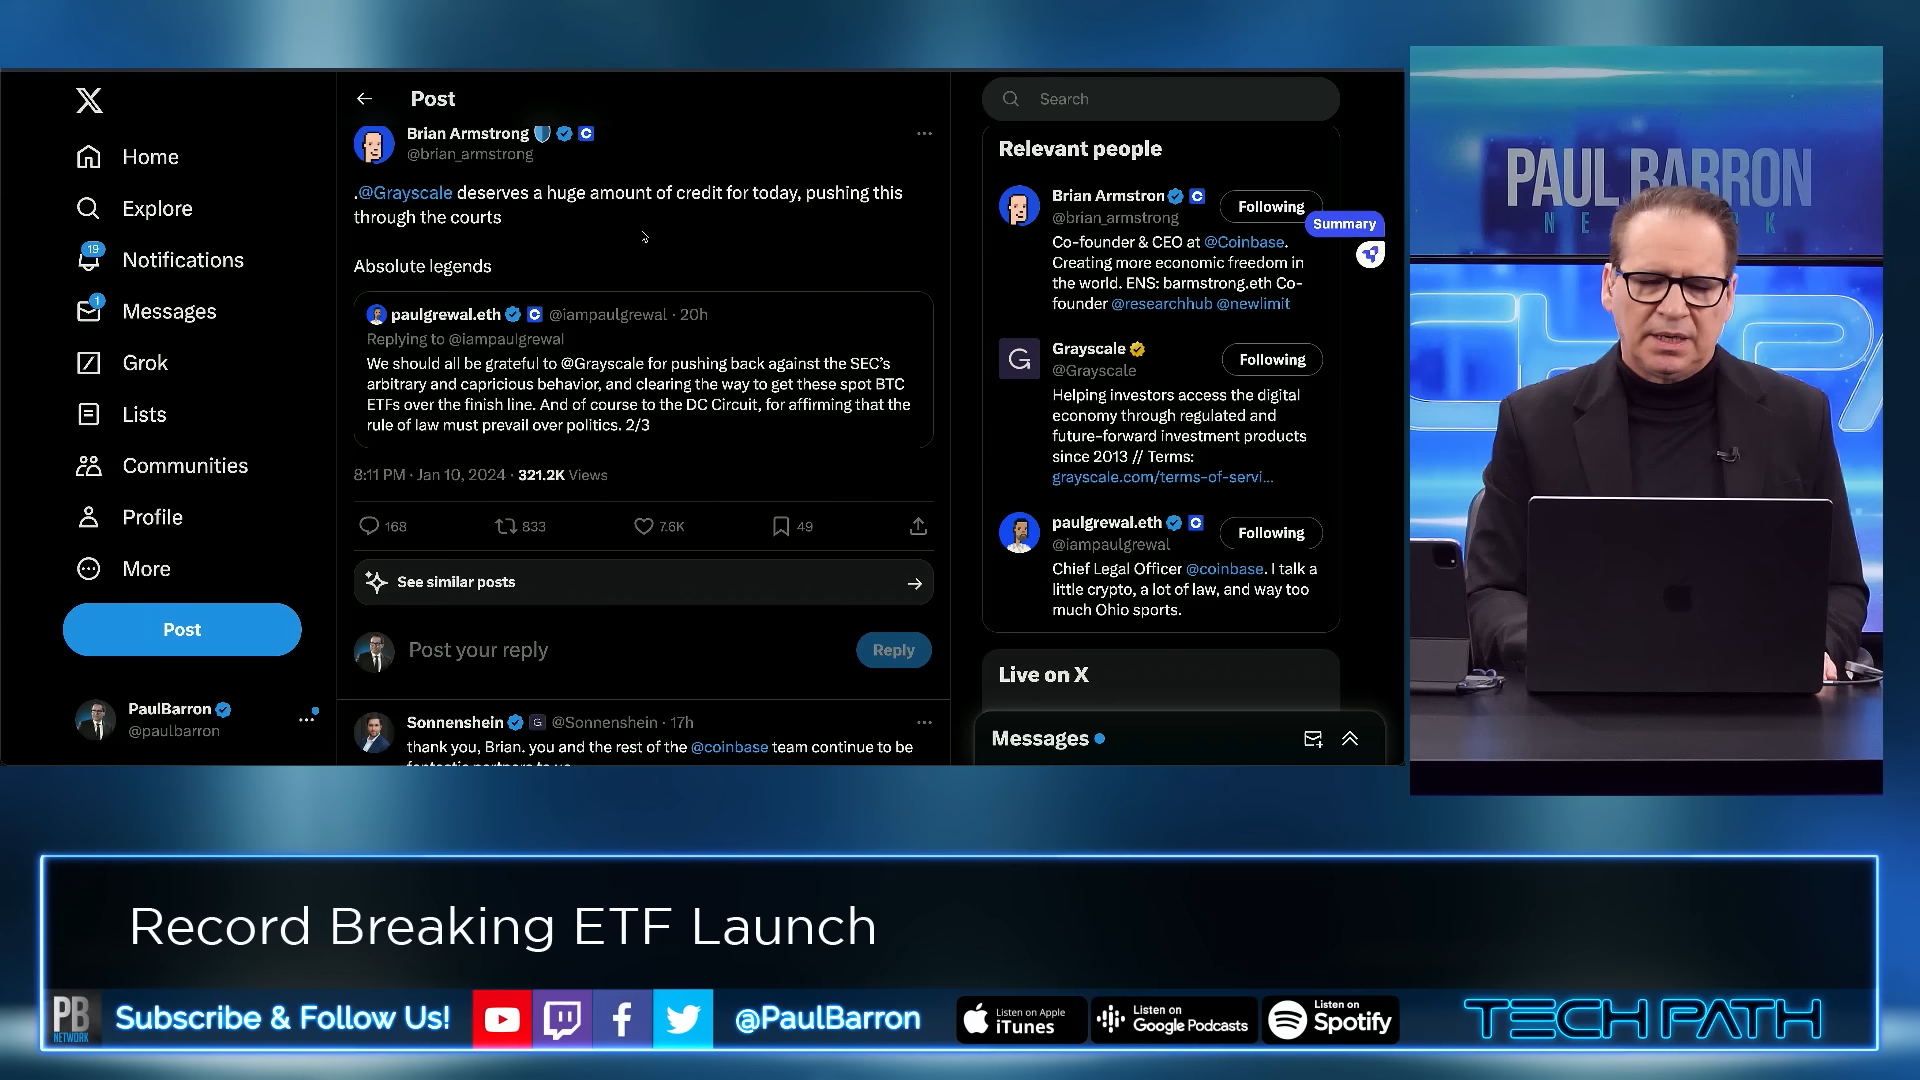 Home
Explore
19
Notifications
1
Messages
Grok
Lists
Communities
Profile
More
Post
PaulBarron
@paulbarron
Post
Brian Armstrong
@brian_armstrong
.@Grayscale deserves a huge amount of credit for today, pushing this
through the courts
Absolute legends
paulgrewal.eth @iampaulgrewal · 20h
Replying to @iampaulgrewal
We should all be grateful to @Grayscale for pushing back against the SEC's
arbitrary and capricious behavior, and clearing the way to get these spot BTC
ETFs over the finish line. And of course to the DC Circuit, for affirming that the
rule of law must prevail over politics. 2/3
8:11 PM · Jan 10, 2024 · 321.2K Views
168 833 7.6K 49
See similar posts
Post your reply
Reply
Sonnenshein @Sonnenshein · 17h
thank you, Brian. you and the rest of the @coinbase team continue to be
fantastic partners to us
Search
Relevant people
Brian Armstron
@brian_armstrong
Following
Summary
Co-founder & CEO at @Coinbase.
Creating more economic freedom in
the world. ENS: barmstrong.eth Co-
founder @researchhub @newlimit
Grayscale
@Grayscale
Following
Helping investors access the digital
economy through regulated and
future-forward investment products
since 2013 // Terms:
grayscale.com/terms-of-servi...
paulgrewal.eth
@iampaulgrewal
Following
Chief Legal Officer @coinbase. I talk a
little crypto, a lot of law, and way too
much Ohio sports.
Live on X
Messages
PAUL BARRON
Record Breaking ETF Launch
PB
NETWORK
Subscribe & Follow Us!
@PaulBarron
Listen on Apple
iTunes
Listen on
Google Podcasts
Listen on
Spotify
TECH PATH